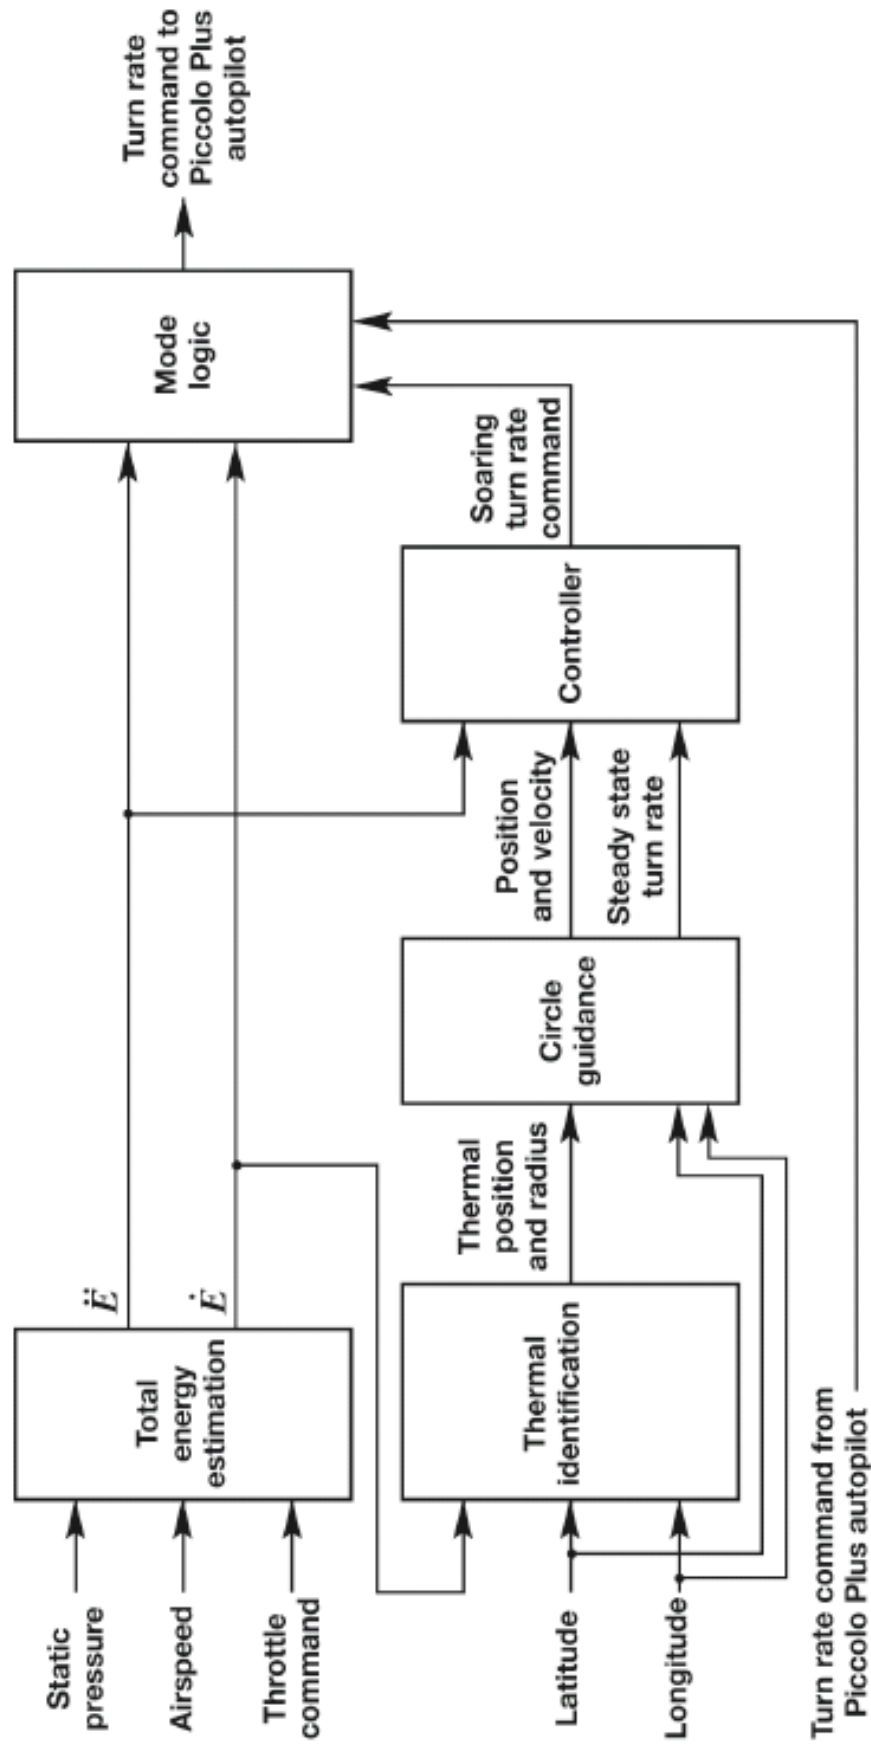 Static
pressure
Airspeed
Throttle
command
Total
energy
estimation
Ë
Ė
Mode
logic
Turn rate
command to
Piccolo Plus
autopilot
Latitude
Longitude
Thermal
identification
Thermal
position
and radius
Circle
guidance
Position
and velocity
Steady state
turn rate
Controller
Soaring
turn rate
command
Turn rate command from
Piccolo Plus autopilot